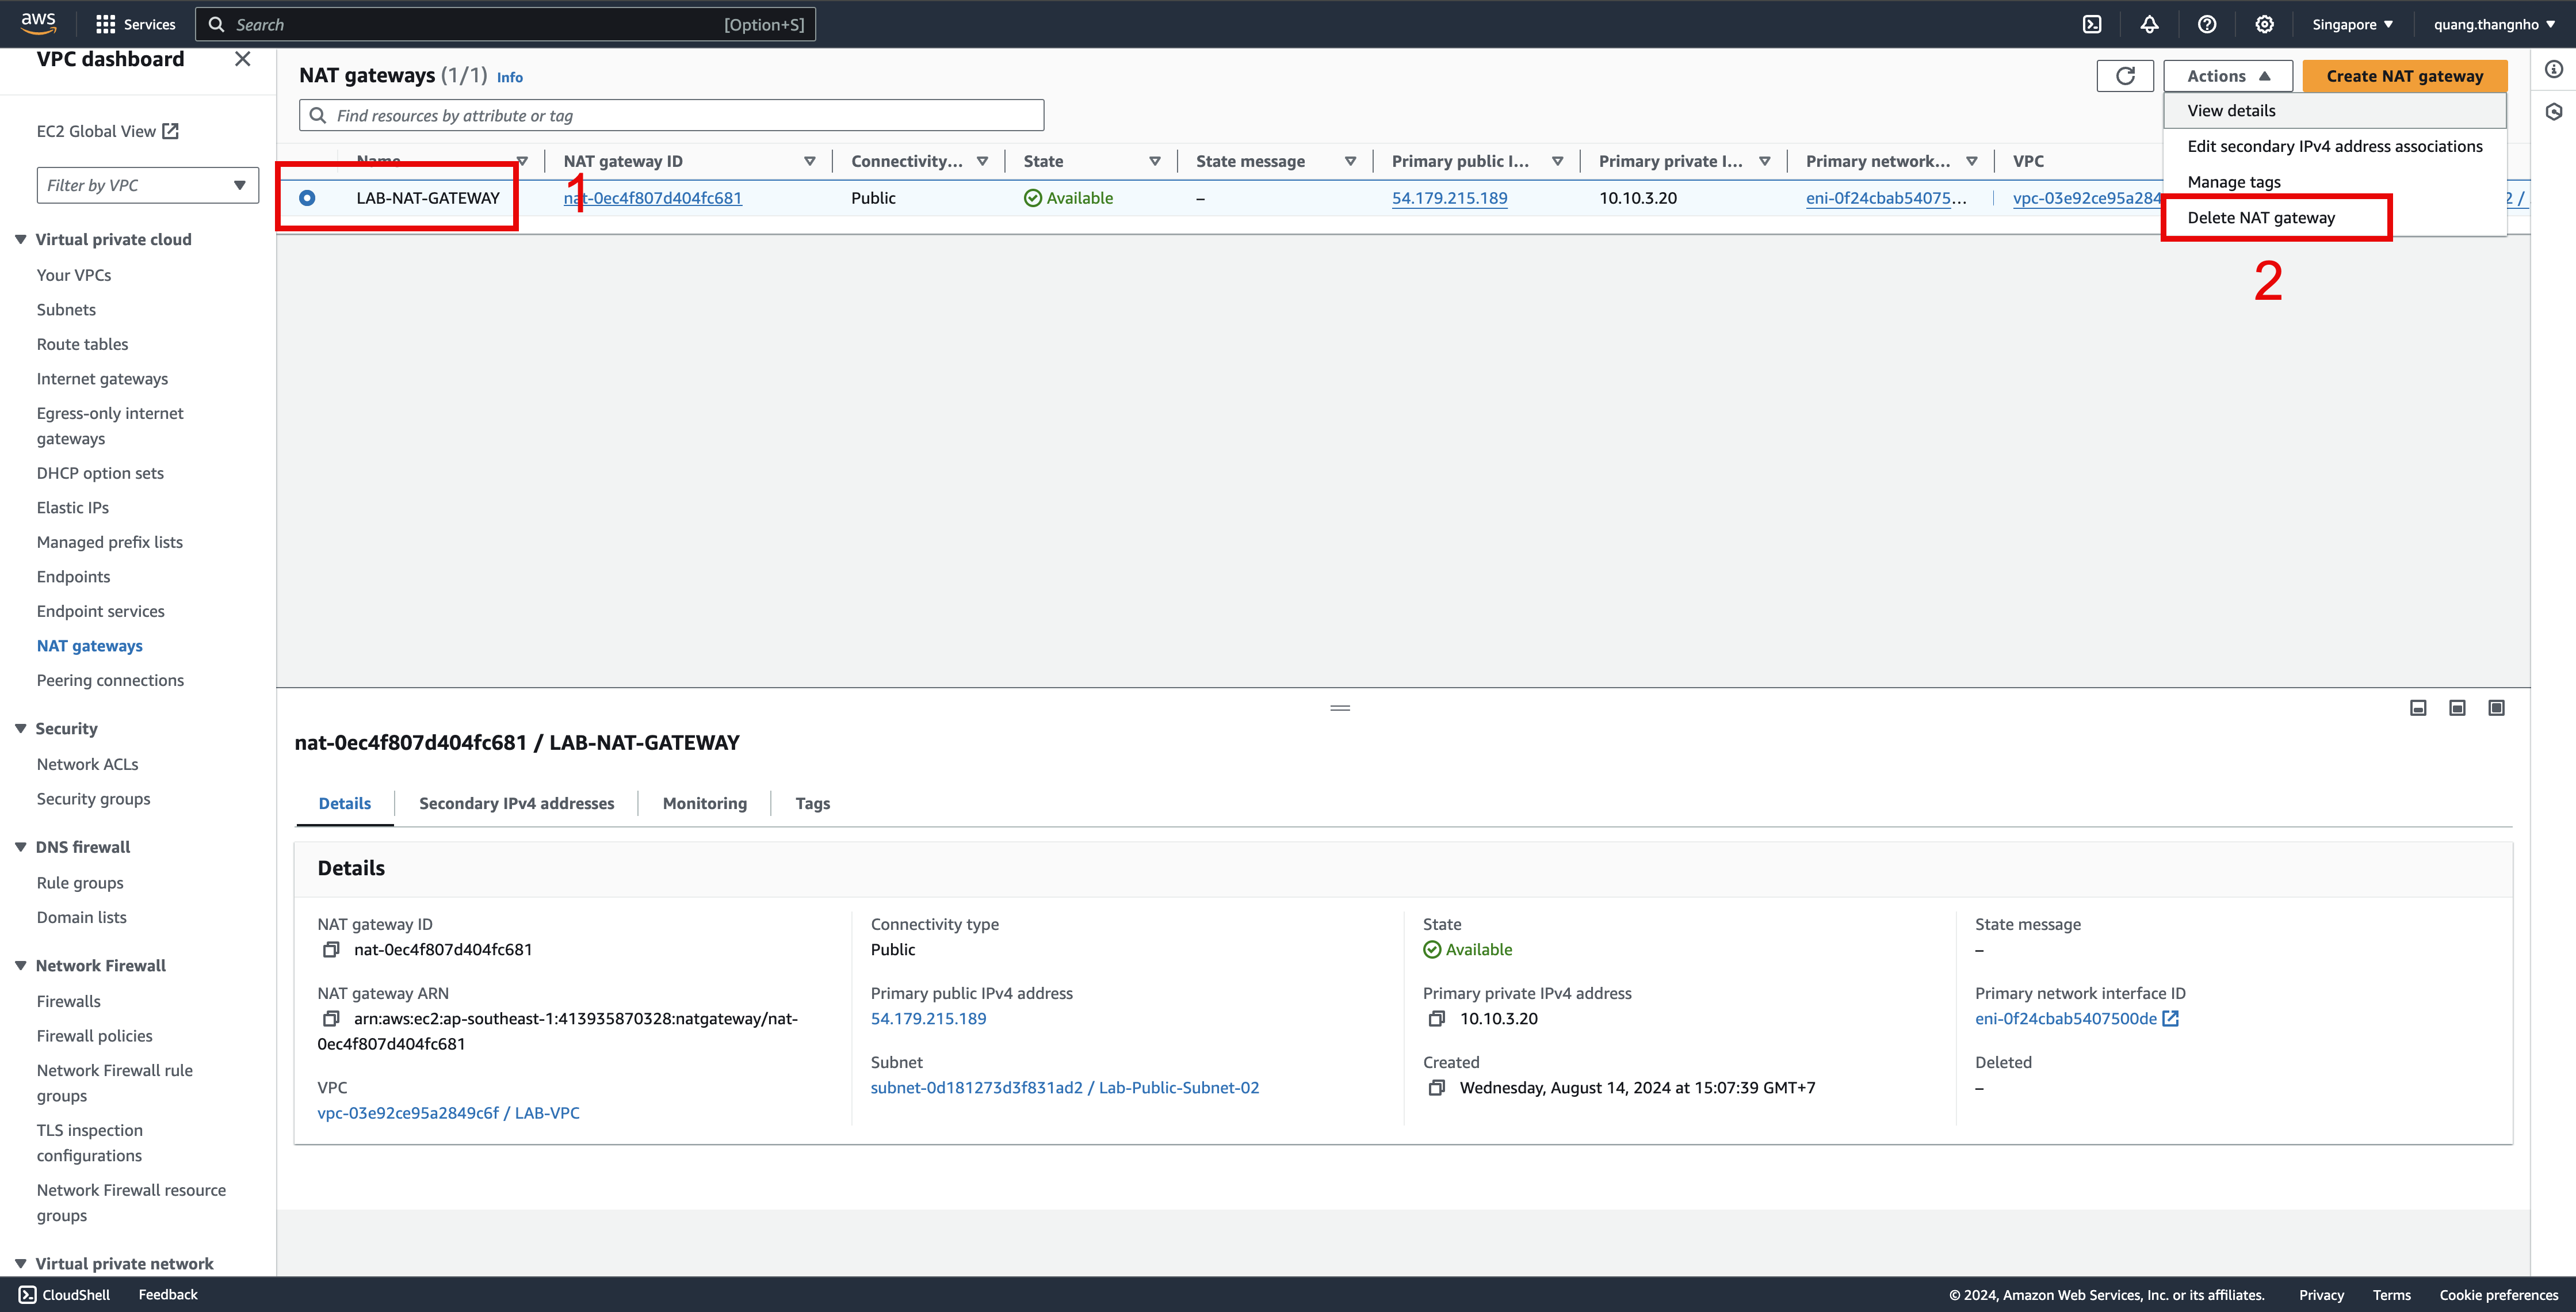 aws
Services
Search
[Option+S]
Singapore
quang.thangnho
VPC dashboard
EC2 Global View
Filter by VPC
Virtual private cloud
Your VPCs
Subnets
Route tables
Internet gateways
Egress-only internet
gateways
DHCP option sets
Elastic IPs
Managed prefix lists
Endpoints
Endpoint services
NAT gateways
Peering connections
Security
Network ACLs
Security groups
DNS firewall
Rule groups
Domain lists
Network Firewall
Firewalls
Firewall policies
Network Firewall rule
groups
TLS inspection
configurations
Network Firewall resource
groups
Virtual private network
NAT gateways (1/1) Info
Actions
Create NAT gateway
Find resources by attribute or tag
View details
Edit secondary IPv4 address associations
Manage tags
Delete NAT gateway
Name NAT gateway ID Connectivity... State State message Primary public I... Primary private I... Primary network... VPC
LAB-NAT-GATEWAY nat-0ec4f807d404fc681 Public Available – 54.179.215.189 10.10.3.20 eni-0f24cbab54075... vpc-03e92ce95a284 2 /
1
2
nat-0ec4f807d404fc681 / LAB-NAT-GATEWAY
Details Secondary IPv4 addresses Monitoring Tags
Details
NAT gateway ID
nat-0ec4f807d404fc681
NAT gateway ARN
arn:aws:ec2:ap-southeast-1:413935870328:natgateway/nat-
0ec4f807d404fc681
VPC
vpc-03e92ce95a2849c6f / LAB-VPC
Connectivity type
Public
Primary public IPv4 address
54.179.215.189
Subnet
subnet-0d181273d3f831ad2 / Lab-Public-Subnet-02
State
Available
Primary private IPv4 address
10.10.3.20
Created
Wednesday, August 14, 2024 at 15:07:39 GMT+7
State message
–
Primary network interface ID
eni-0f24cbab5407500de
Deleted
–
CloudShell Feedback
© 2024, Amazon Web Services, Inc. or its affiliates. Privacy Terms Cookie preferences